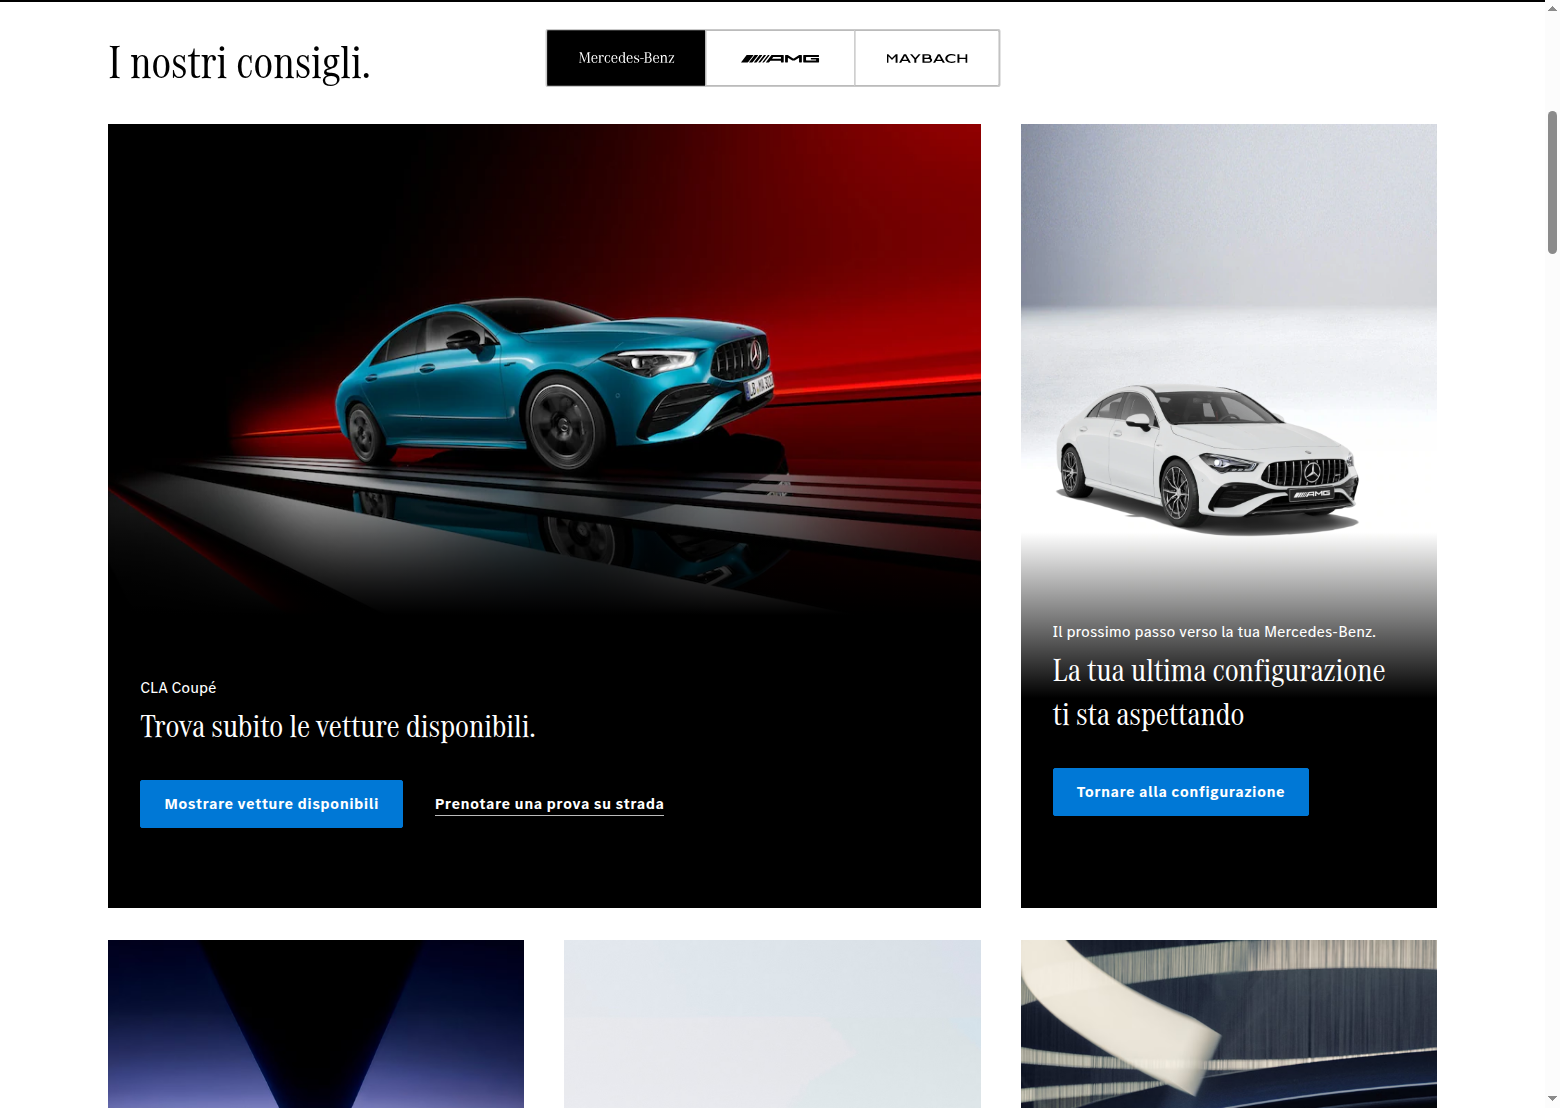 I nostri consigli.
Mercedes-Benz
AMG
MAYBACH
AMG
CLA Coupé
Trova subito le vetture disponibili.
Mostrare vetture disponibili
Prenotare una prova su strada
Il prossimo passo verso la tua Mercedes-Benz.
La tua ultima configurazione
ti sta aspettando
Tornare alla configurazione